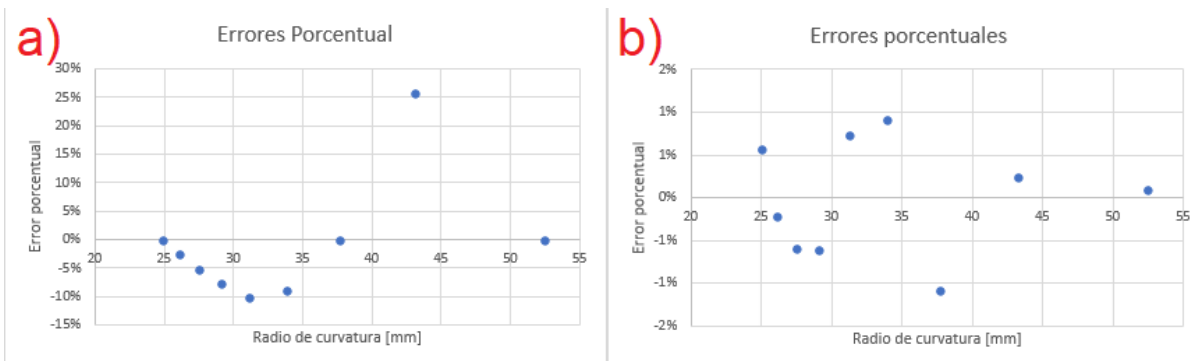 a)
Errores Porcentual
30%
25%
20%
15%
10%
5%
0%
-5%
-10%
-15%
Error porcentual
20 25 30 35 40 45 50 55
Radio de curvatura [mm]
b)
Errores porcentuales
2%
1%
1%
0%
-1%
-1%
-2%
Error porcentual
20 25 30 35 40 45 50 55
Radio de curvatura [mm]